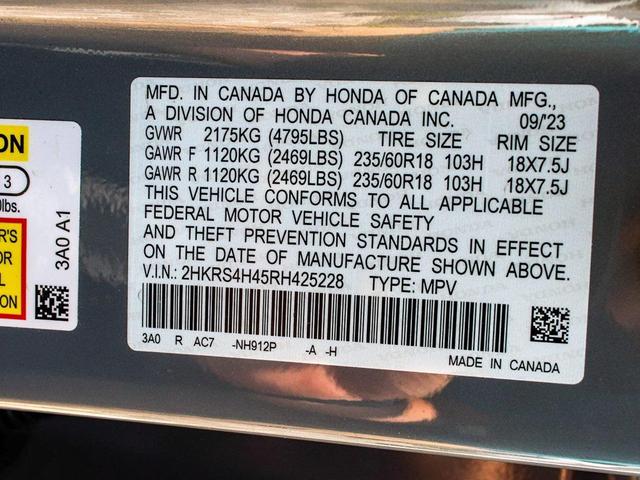 MFD. IN CANADA BY HONDA OF CANADA MFG.,
A DIVISION OF HONDA CANADA INC. 09/'23
GVWR 2175KG (4795LBS) TIRE SIZE RIM SIZE
GAWR F 1120KG (2469LBS) 235/60R18 103H 18X7.5J
GAWR R 1120KG (2469LBS) 235/60R18 103H 18X7.5J
THIS VEHICLE CONFORMS TO ALL APPLICABLE
FEDERAL MOTOR VEHICLE SAFETY
AND THEFT PREVENTION STANDARDS IN EFFECT
ON THE DATE OF MANUFACTURE SHOWN ABOVE.
V.I.N.: 2HKRS4H45RH425228 TYPE: MPV
3A0 R AC7 -NH912P -A -H
MADE IN CANADA
ON
3
lbs.
'S
OR
L
ON
3A0 A1